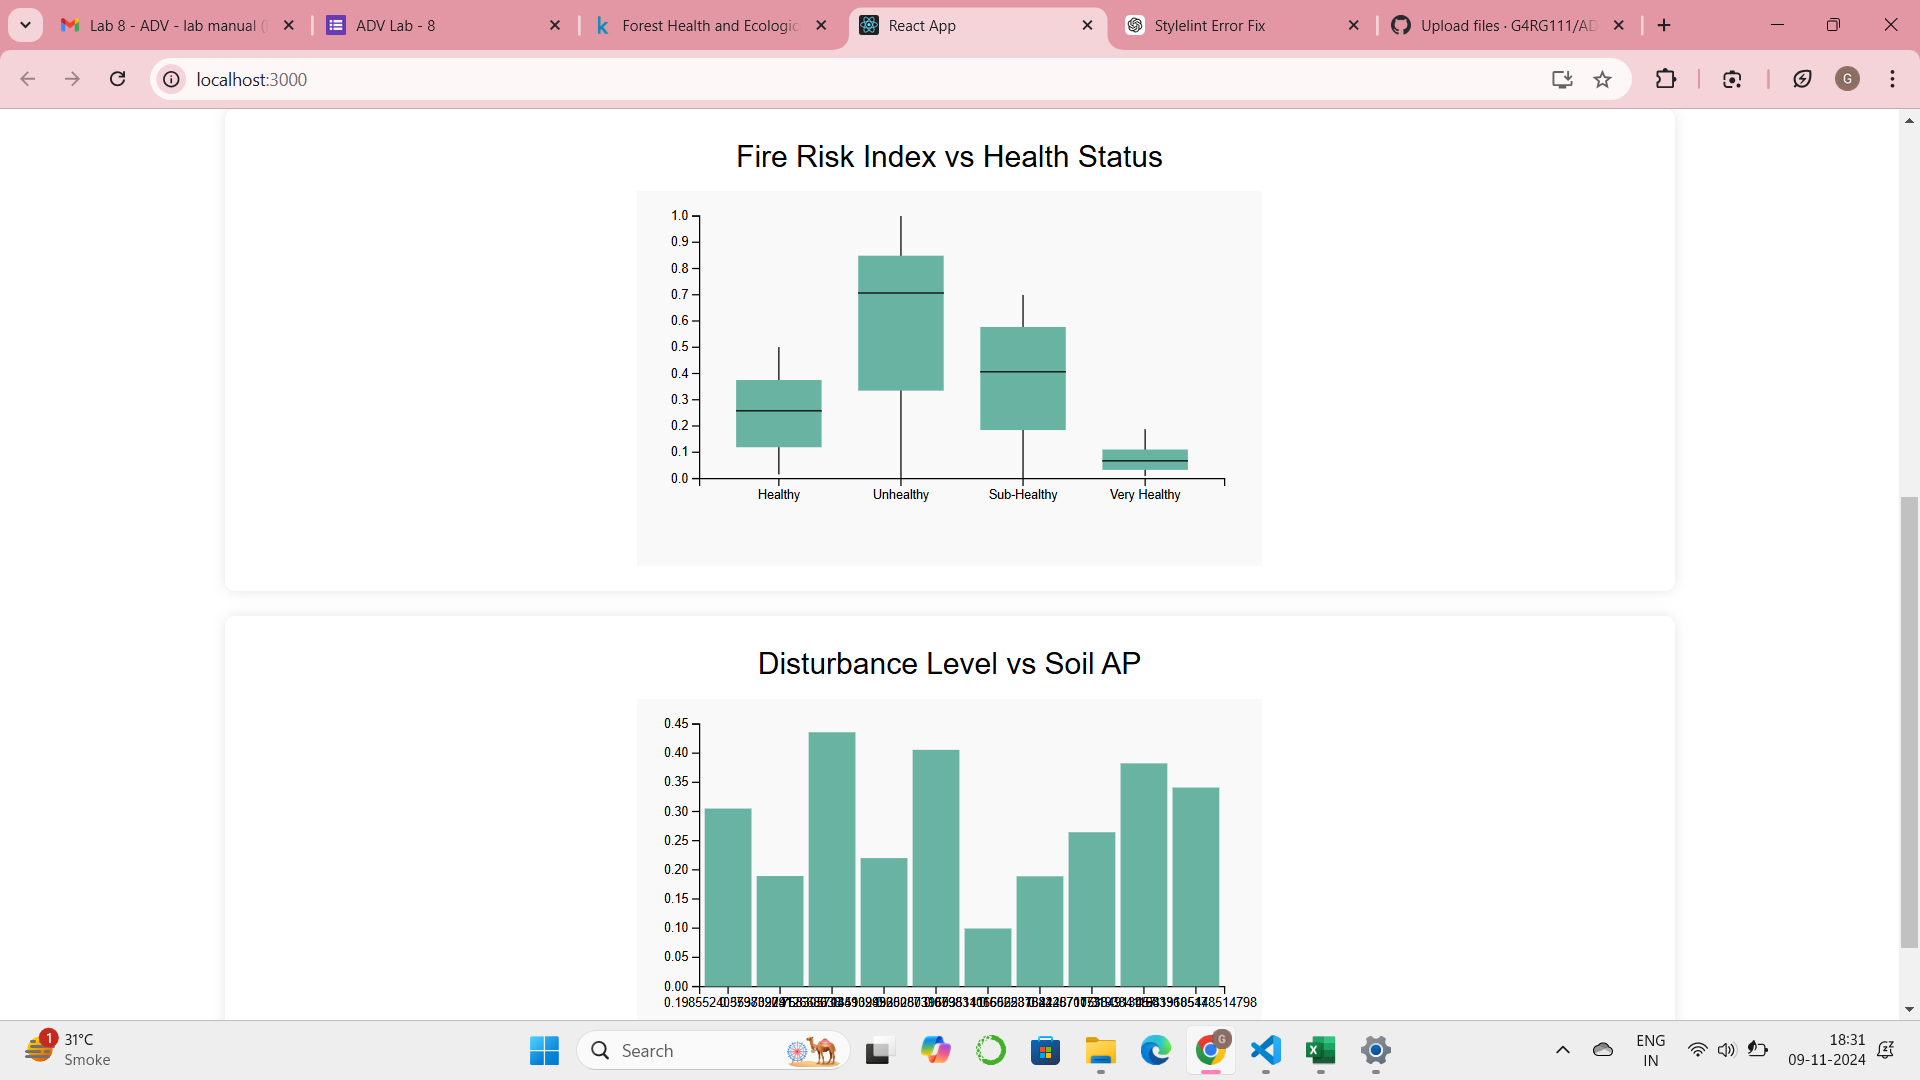 Lab 8 - ADV - lab manual (
ADV Lab - 8
Forest Health and Ecologic
React App
Stylelint Error Fix
Upload files · G4RG111/AD
localhost:3000
G
Fire Risk Index vs Health Status
1.0
0.9
0.8
0.7
0.6
0.5
0.4
0.3
0.2
0.1
0.0
Healthy
Unhealthy
Sub-Healthy
Very Healthy
Disturbance Level vs Soil AP
0.45
0.40
0.35
0.30
0.25
0.20
0.15
0.10
0.05
0.00
1
31°C
Smoke
Search
G
ENG
IN
18:31
09-11-2024